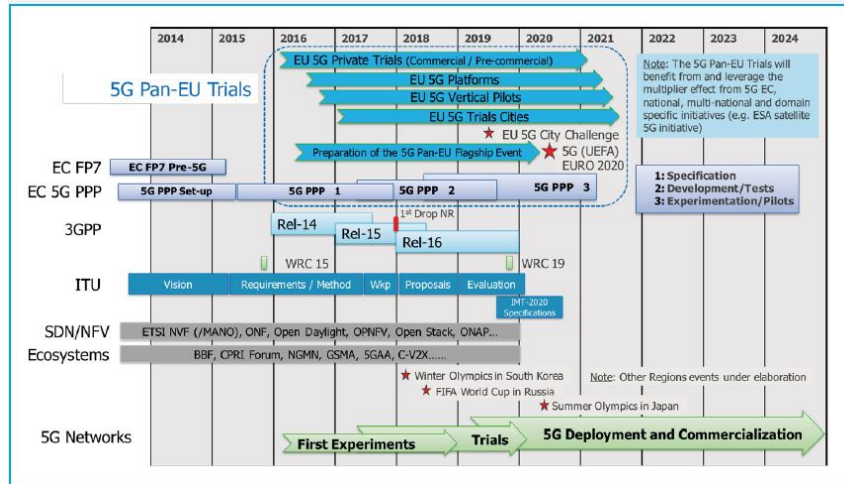 2014 2015 2016 2017 2018 2019 2020 2021 2022 2023 2024
5G Pan-EU Trials
EU 5G Private Trials (Commercial / Pre-commercial)
EU 5G Platforms
EU 5G Vertical Pilots
EU 5G Trials Cities
EU 5G City Challenge
Preparation of the 5G Pan-EU Flagship Event
5G (UEFA)
EURO 2020
Note: The 5G Pan-EU Trials will
benefit from and leverage the
multiplier effect from 5G EC,
national, multi-national and domain
specific initiatives (e.g. ESA satellite
5G initiative)
EC FP7
EC FP7 Pre-5G
EC 5G PPP
5G PPP Set-up
5G PPP 1
5G PPP 2
5G PPP 3
1: Specification
2: Development/Tests
3: Experimentation/Pilots
3GPP
Rel-14
Rel-15
1st Drop NR
Rel-16
WRC 15
WRC 19
ITU
Vision
Requirements / Method
Wkp
Proposals
Evaluation
IMT-2020
Specifications
SDN/NFV
ETSI NVF (/MANO), ONF, Open Daylight, OPNFV, Open Stack, ONAP...
Ecosystems
BBF, CPRI Forum, NGMN, GSMA, 5GAA, C-V2X......
Winter Olympics in South Korea
FIFA World Cup in Russia
Note: Other Regions events under elaboration
Summer Olympics in Japan
5G Networks
First Experiments
Trials
5G Deployment and Commercialization